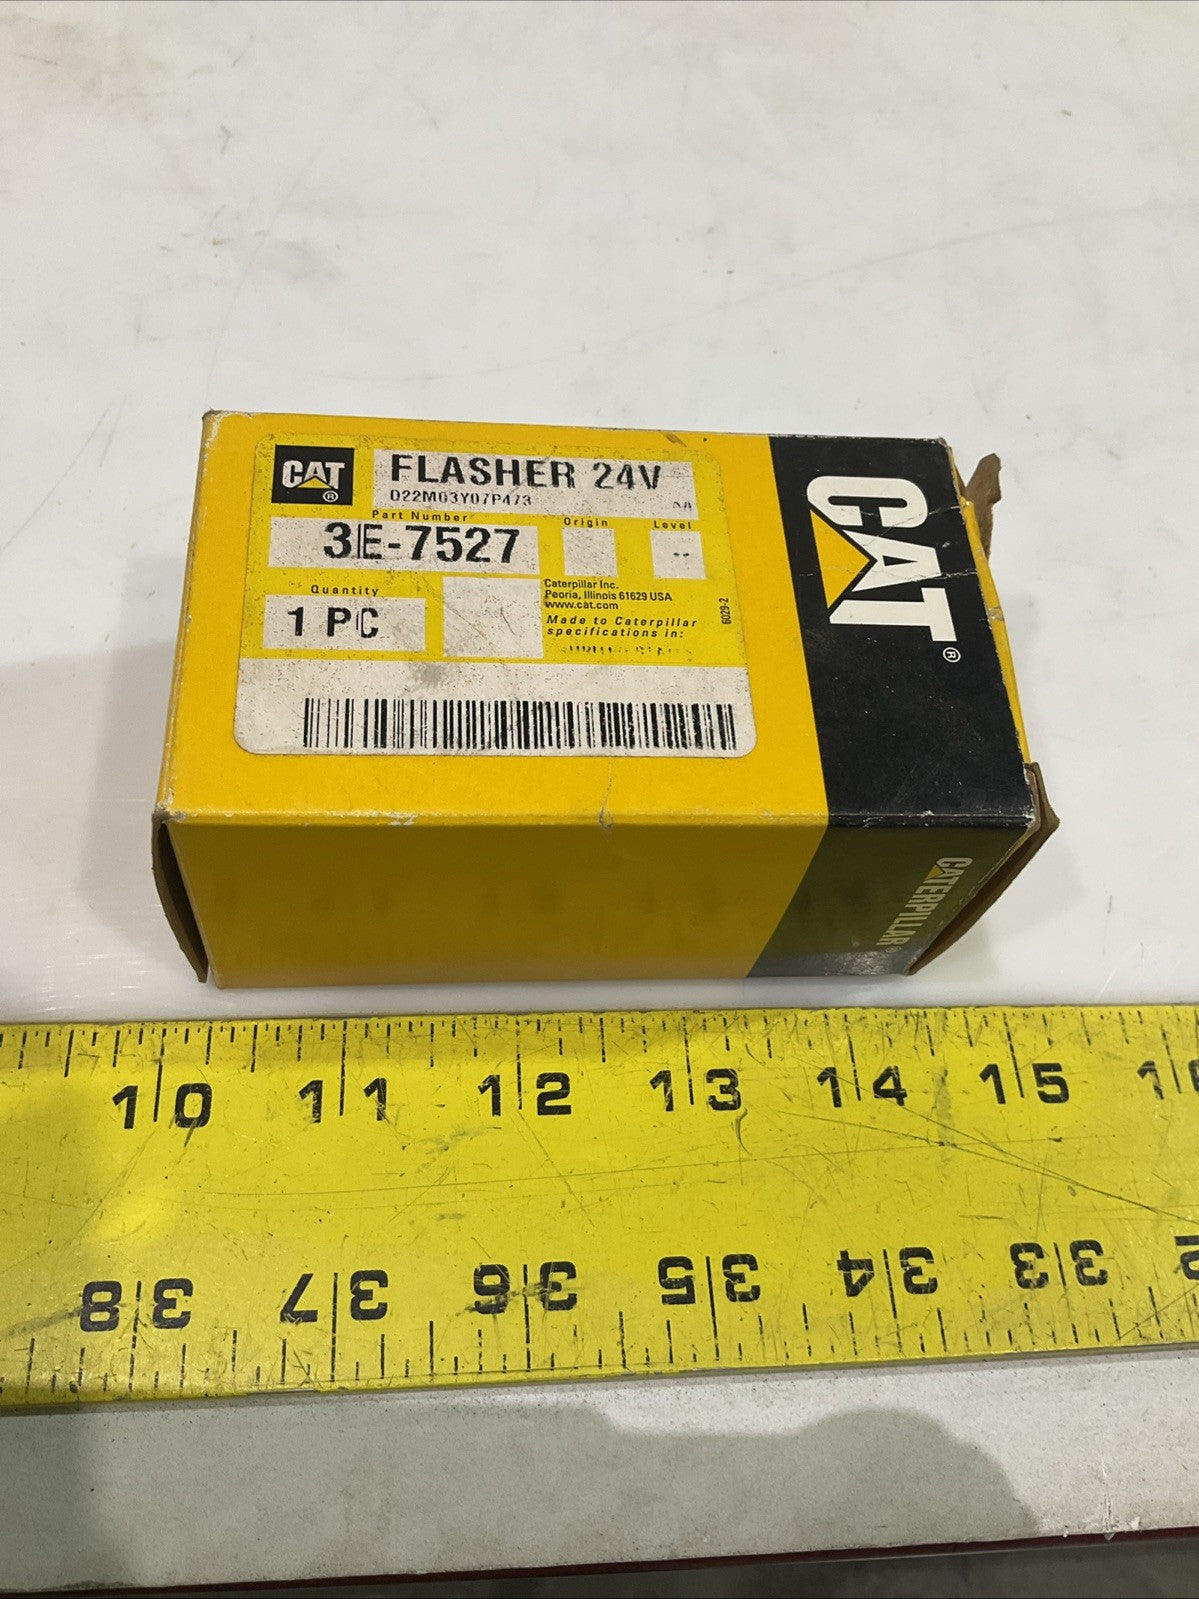 CAT®
FLASHER 24V
D22M03Y07P473
Part Number
Origin
Level
3E-7527
--
Quantity
1 PC
Caterpillar Inc.
Peoria, Illinois 61629 USA
www.cat.com
Made to Caterpillar
specifications in:
6029-2
CAT®
CATERPILLAR®
10 11 12 13 14 15
38 37 36 35 34 33